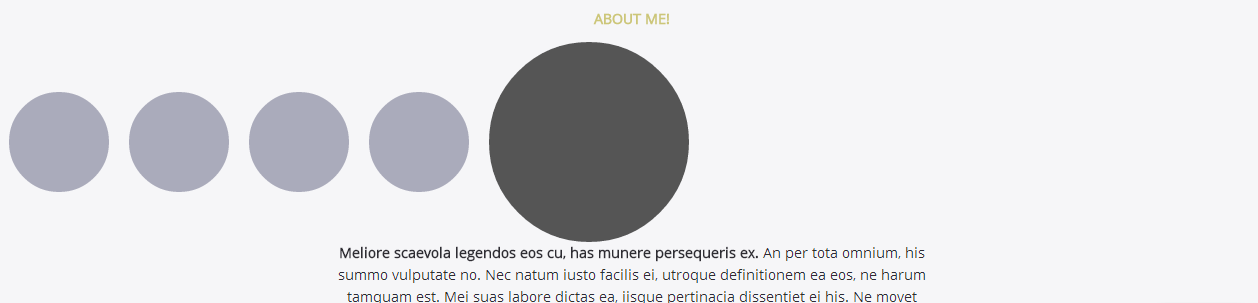 ABOUT ME!
Meliore scaevola legendos eos cu, has munere persequeris ex. An per tota omnium, his
summo vulputate no. Nec natum iusto facilis ei, utroque definitionem ea eos, ne harum
tamquam est. Mei suas labore dictas ea, iisque pertinacia dissentiet ei his. Ne movet